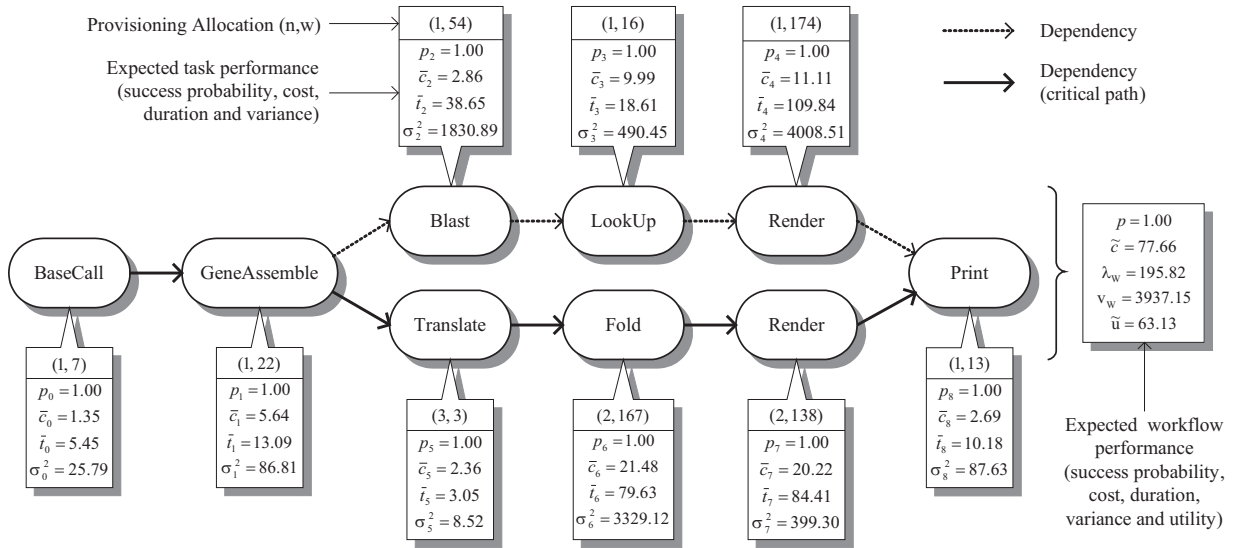 Provisioning Allocation (n,w)
Expected task performance
(success probability, cost,
duration and variance)
(1, 54)
p₂ = 1.00
c̄₂ = 2.86
t̄₂ = 38.65
σ₂² = 1830.89
(1, 16)
p₃ = 1.00
c̄₃ = 9.99
t̄₃ = 18.61
σ₃² = 490.45
(1, 174)
p₄ = 1.00
c̄₄ = 11.11
t̄₄ = 109.84
σ₄² = 4008.51
Dependency
Dependency
(critical path)
Blast
LookUp
Render
BaseCall
GeneAssemble
Translate
Fold
Render
Print
(1, 7)
p₀ = 1.00
c̄₀ = 1.35
t̄₀ = 5.45
σ₀² = 25.79
(1, 22)
p₁ = 1.00
c̄₁ = 5.64
t̄₁ = 13.09
σ₁² = 86.81
(3, 3)
p₅ = 1.00
c̄₅ = 2.36
t̄₅ = 3.05
σ₅² = 8.52
(2, 167)
p₆ = 1.00
c̄₆ = 21.48
t̄₆ = 79.63
σ₆² = 3329.12
(2, 138)
p₇ = 1.00
c̄₇ = 20.22
t̄₇ = 84.41
σ₇² = 399.30
(1, 13)
p₈ = 1.00
c̄₈ = 2.69
t̄₈ = 10.18
σ₈² = 87.63
p = 1.00
c̃ = 77.66
λ_W = 195.82
v_W = 3937.15
ũ = 63.13
Expected workflow
performance
(success probability,
cost, duration,
variance and utility)